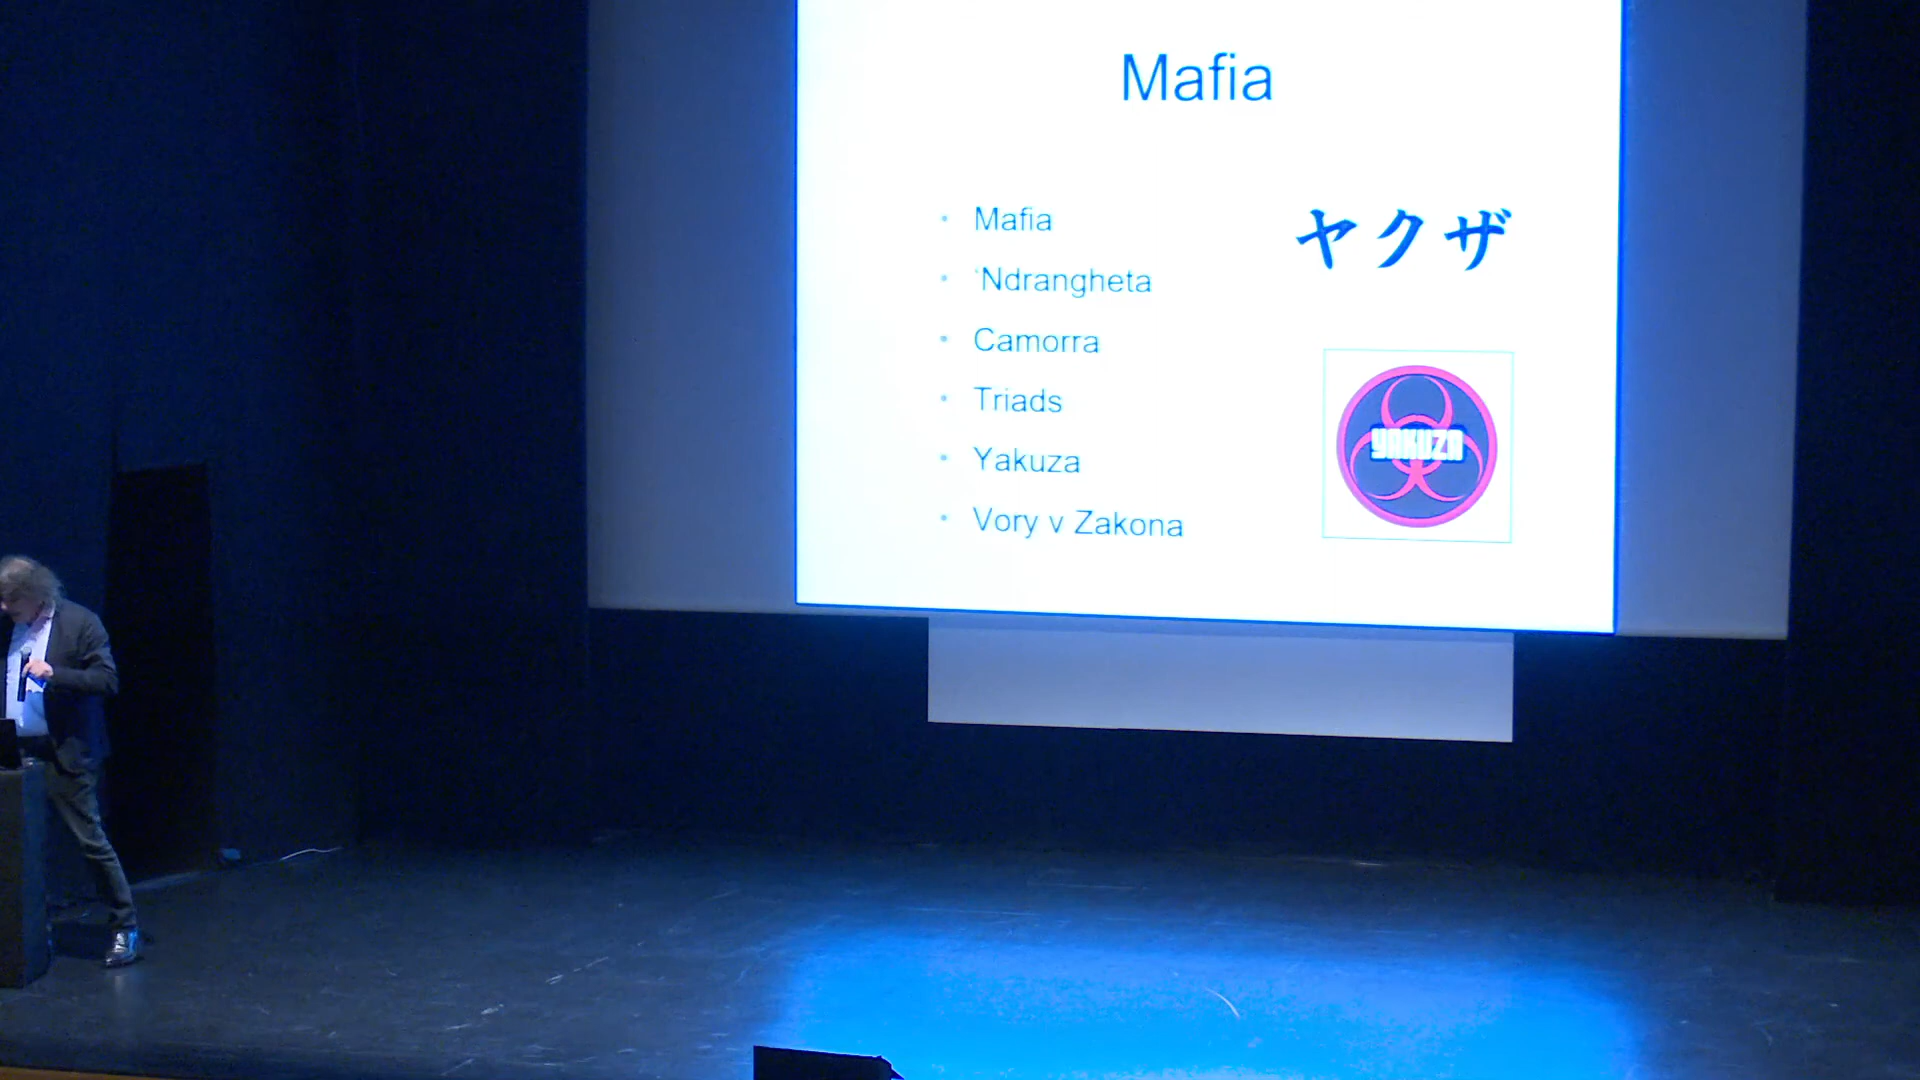 Mafia
Mafia
‘Ndrangheta
Camorra
Triads
Yakuza
Vory v Zakona
ヤクザ
YAKUZA